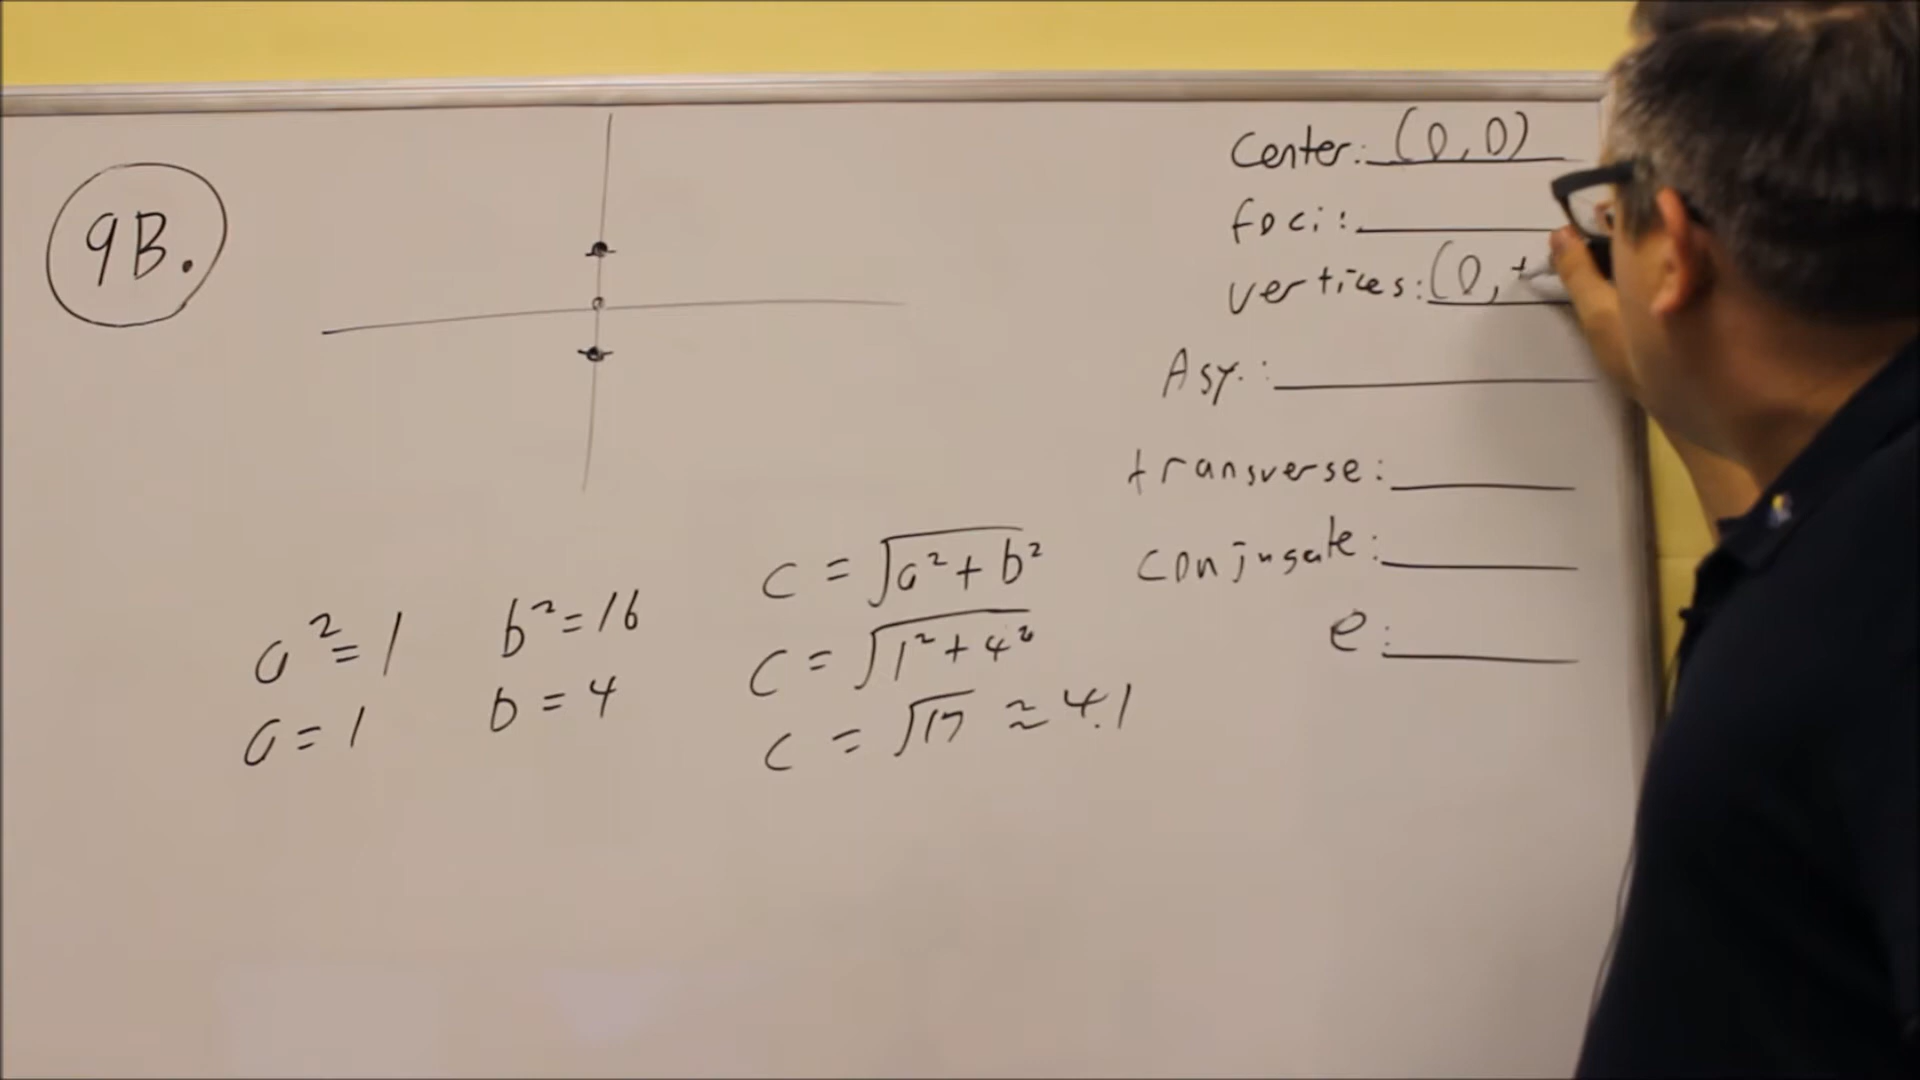 9B.
Center: (0,0)
foci:
vertices: (0, ±
Asy.:
transverse:
conjugate:
e:
a²=1
a=1
b²=16
b=4
c = √a²+b²
c = √1²+4²
c = √17 ≈ 4.1